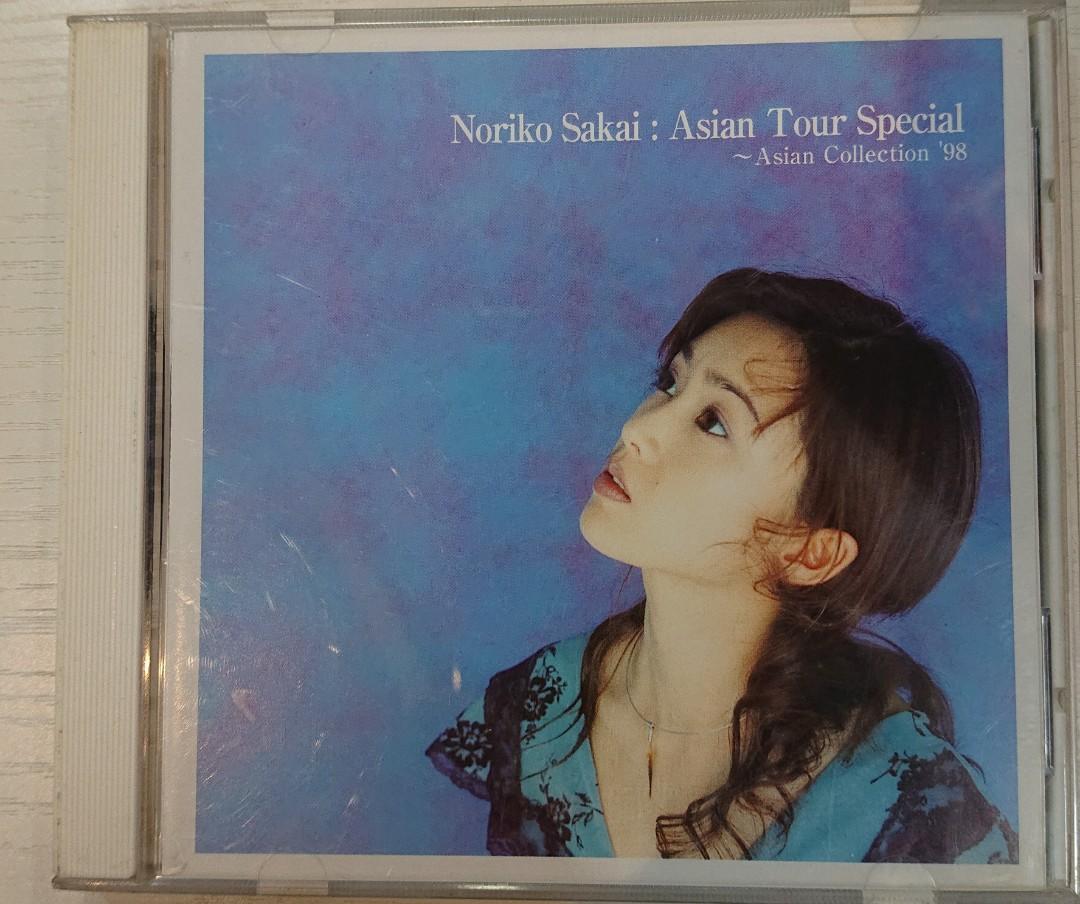 Noriko Sakai : Asian Tour Special
～Asian Collection '98